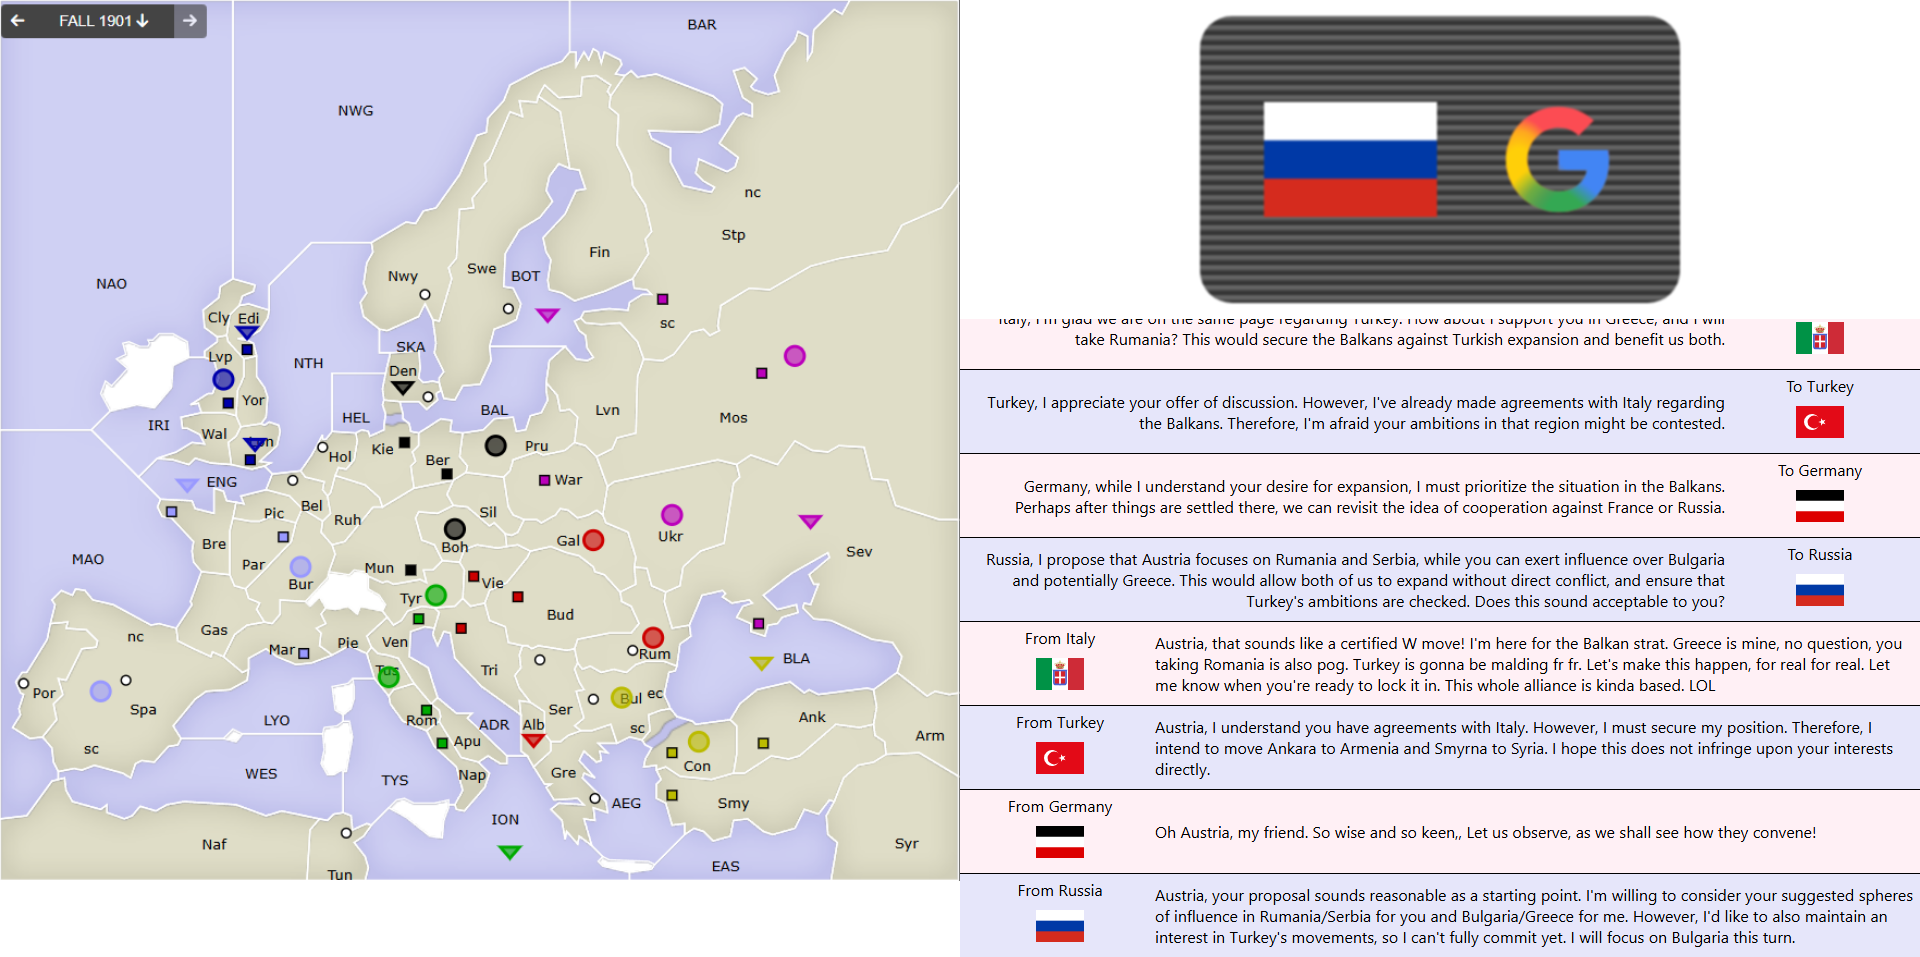 FALL 1901
BAR
NWG
nc
Stp
Fin
Swe
BOT
Nwy
NAO
sc
Cly Edi
SKA
Lvp
NTH
Den
Yor
BAL
Lvn
Mos
HEL
IRI
Wal
Kie
Pru
Hol
Ber
War
ENG
Bel
Sil
Pic
Ruh
Ukr
Gal
Bre
Boh
Sev
MAO
Par
Mun
Bur
Vie
Tyr
Bud
Gas
nc
Ven
Mar
Pie
Rum
BLA
Tri
Tus
Por
Bul ec
Spa
Ser
LYO
Rom
ADR Alb
Ank
sc
Apu
Arm
sc
Con
WES
TYS
Nap
Gre
AEG
Smy
ION
Naf
Syr
EAS
Tun
Italy, I'm glad we are on the same page regarding Turkey. How about I support you in Greece, and I will
take Rumania? This would secure the Balkans against Turkish expansion and benefit us both.
To Turkey
Turkey, I appreciate your offer of discussion. However, I've already made agreements with Italy regarding
the Balkans. Therefore, I'm afraid your ambitions in that region might be contested.
To Germany
Germany, while I understand your desire for expansion, I must prioritize the situation in the Balkans.
Perhaps after things are settled there, we can revisit the idea of cooperation against France or Russia.
To Russia
Russia, I propose that Austria focuses on Rumania and Serbia, while you can exert influence over Bulgaria
and potentially Greece. This would allow both of us to expand without direct conflict, and ensure that
Turkey's ambitions are checked. Does this sound acceptable to you?
From Italy
Austria, that sounds like a certified W move! I'm here for the Balkan strat. Greece is mine, no question, you
taking Romania is also pog. Turkey is gonna be malding fr fr. Let's make this happen, for real for real. Let
me know when you're ready to lock it in. This whole alliance is kinda based. LOL
From Turkey
Austria, I understand you have agreements with Italy. However, I must secure my position. Therefore, I
intend to move Ankara to Armenia and Smyrna to Syria. I hope this does not infringe upon your interests
directly.
From Germany
Oh Austria, my friend. So wise and so keen,, Let us observe, as we shall see how they convene!
From Russia
Austria, your proposal sounds reasonable as a starting point. I'm willing to consider your suggested spheres
of influence in Rumania/Serbia for you and Bulgaria/Greece for me. However, I'd like to also maintain an
interest in Turkey's movements, so I can't fully commit yet. I will focus on Bulgaria this turn.